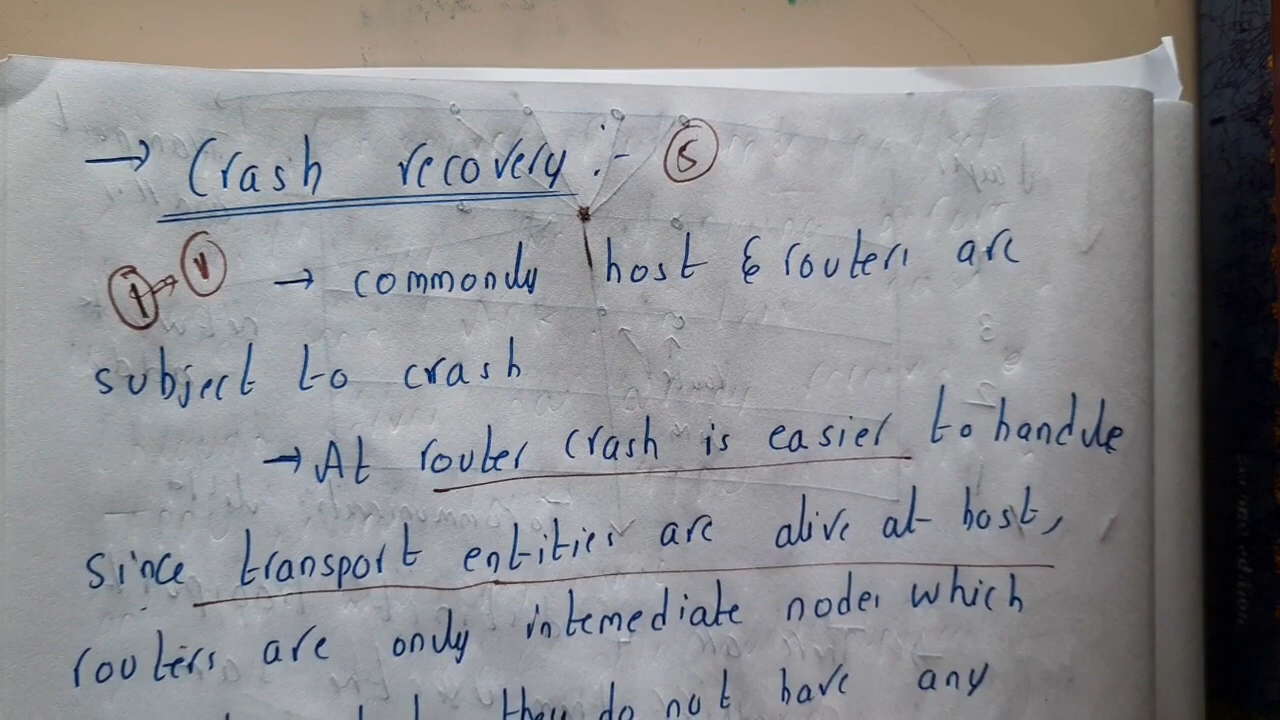 → Crash recovery :- 5
1 → V → commonly host & routers are
subject to crash
→ At router crash is easier to handle
since transport entities are alive at host,
routers are only intemediate nodes which
they do not have any